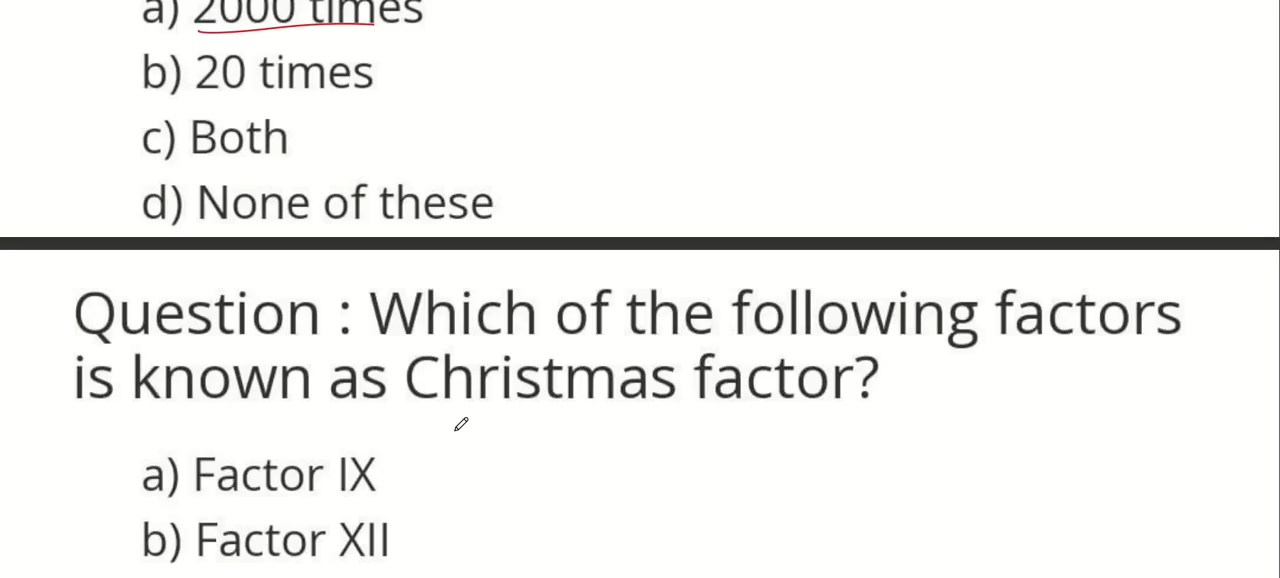 a) 2000 times
b) 20 times
c) Both
d) None of these
Question : Which of the following factors
is known as Christmas factor?
a) Factor IX
b) Factor XII